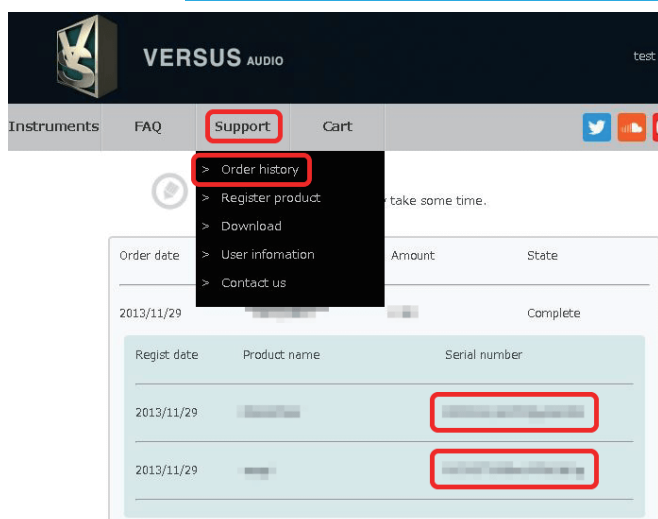 VS
VERSUS AUDIO
test
Instruments FAQ Support Cart
> Order history
> Register product
take some time.
> Download
> User infomation
Order date Amount State
> Contact us
2013/11/29 Complete
Regist date Product name Serial number
2013/11/29
2013/11/29